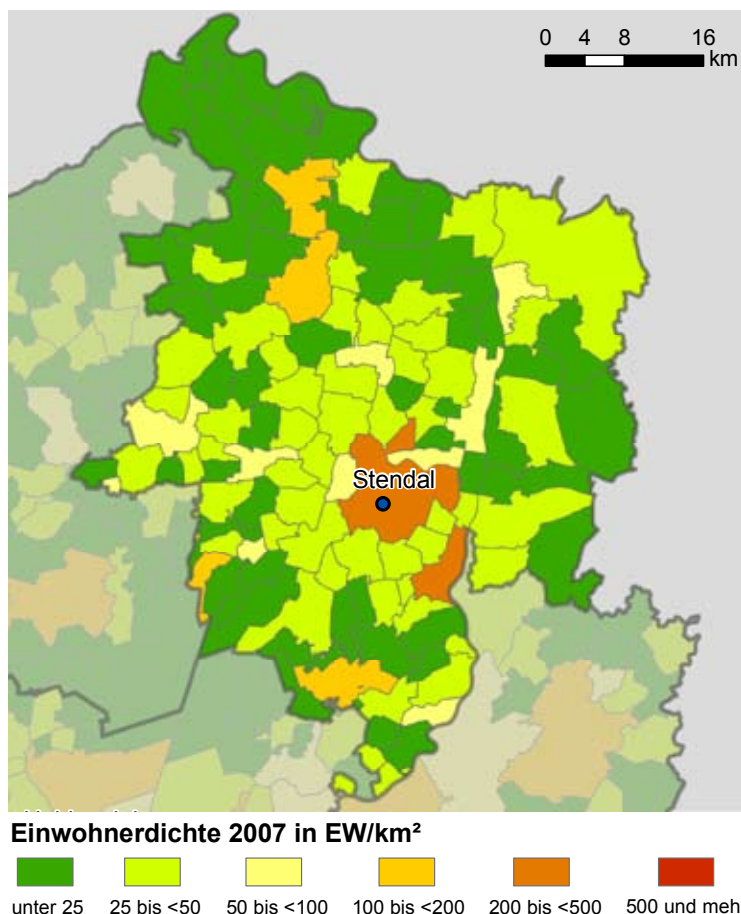 0 4 8 16
km
Stendal
Einwohnerdichte 2007 in EW/km²
unter 25 25 bis <50 50 bis <100 100 bis <200 200 bis <500 500 und meh